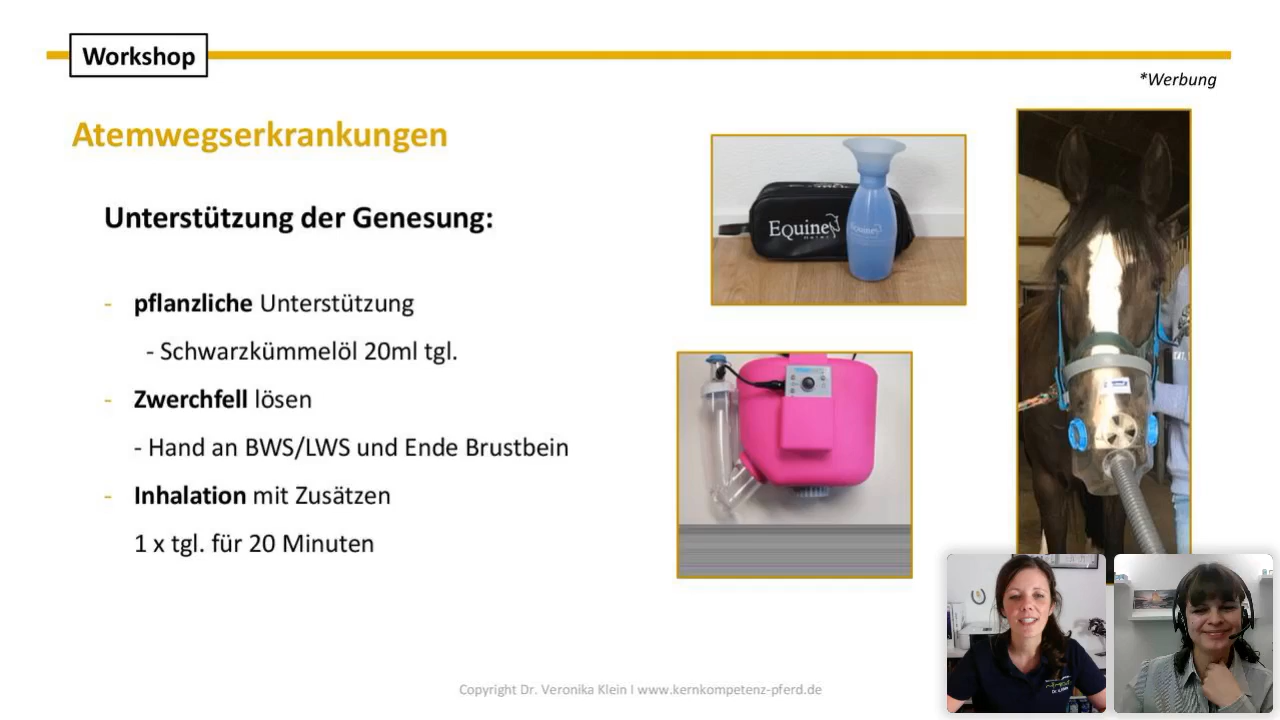 Workshop
*Werbung
Atemwegserkrankungen
Unterstützung der Genesung:
- pflanzliche Unterstützung
- Schwarzkümmelöl 20ml tgl.
- Zwerchfell lösen
- Hand an BWS/LWS und Ende Brustbein
- Inhalation mit Zusätzen
1 x tgl. für 20 Minuten
EQuine
Copyright Dr. Veronika Klein I www.kernkompetenz-pferd.de